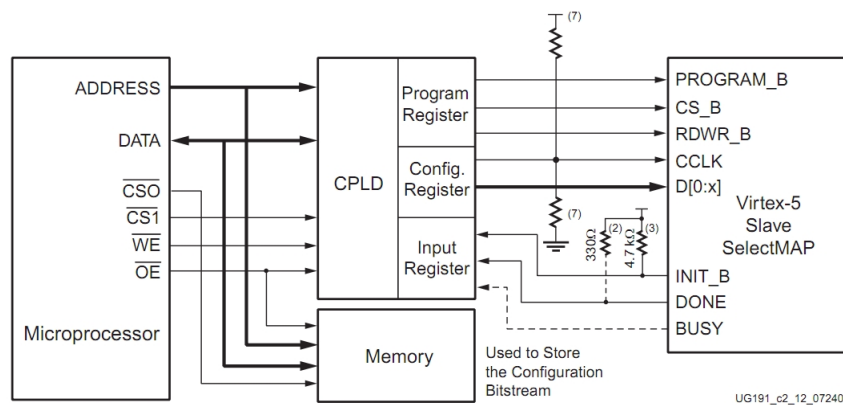 (7)
ADDRESS
DATA
CSO
CS1
WE
OE
Microprocessor
CPLD
Program
Register
Config.
Register
Input
Register
(7)
330Ω
(2)
4.7 kΩ
(3)
PROGRAM_B
CS_B
RDWR_B
CCLK
D[0:x]
Virtex-5
Slave
SelectMAP
INIT_B
DONE
BUSY
Memory
Used to Store
the Configuration
Bitstream
UG191_c2_12_07240